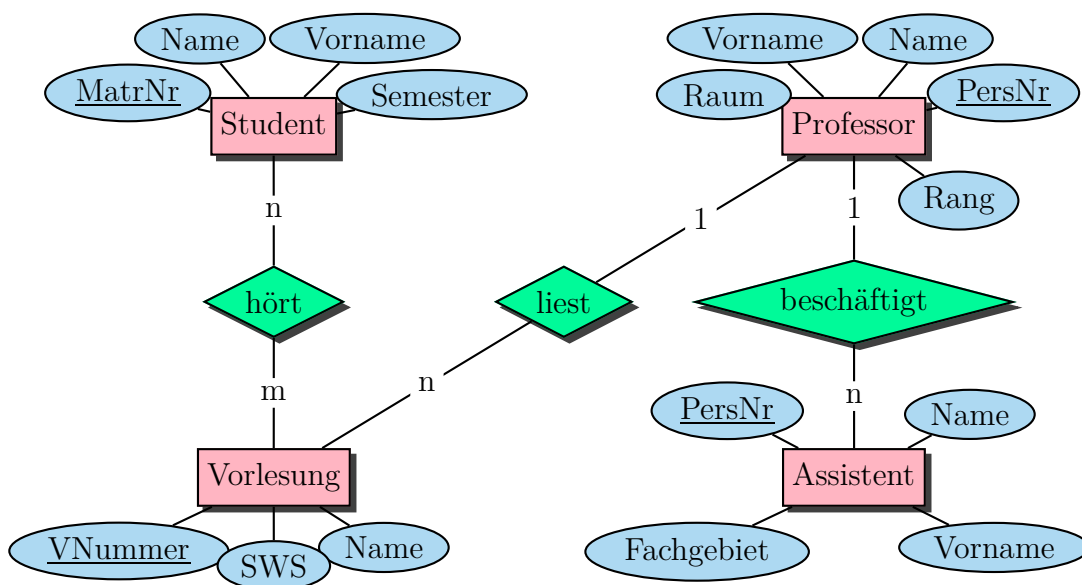 Name
Vorname
Vorname
Name
MatrNr
Semester
Raum
PersNr
Student
Professor
Rang
n
1
1
hört
liest
beschäftigt
m
n
n
PersNr
Name
Vorlesung
Assistent
VNummer
SWS
Name
Fachgebiet
Vorname